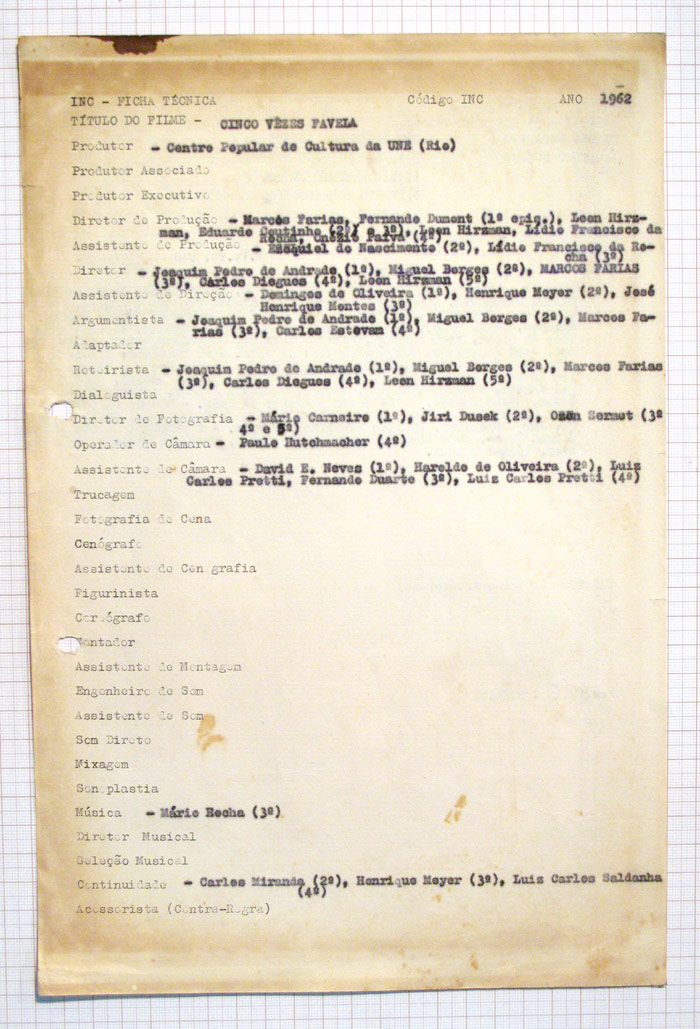 INC - FICHA TÉCNICA Código INC ANO 1962
TÍTULO DO FILME - CINCO VÊZES FAVELA
Produtor - Centro Popular de Cultura da UNE (Rio)
Produtor Associado
Produtor Executivo
Diretor de Produção - Marcos Farias, Fernando Dumont (1º epis.), Leon Hirz-
man, Eduardo Coutinho (2º) e 3º), Leon Hirzman, Lídio Francisco da
Rocha, Onézio Paiva (4º)
Assistente de Produção - Ezequiel do Nascimento (2º), Lídio Francisco da Ro-
cha (3º)
Diretor - Joaquim Pedro de Andrade (1º), Miguel Borges (2º), MARCOS FARIAS
(3º), Carlos Diegues (4º), Leon Hirzman (5º)
Assistente de Direção - Domingos de Oliveira (1º), Henrique Meyer (2º), José
Henrique Montes (3º)
Argumentista - Joaquim Pedro de Andrade (1º), Miguel Borges (2º), Marcos Fa-
rias (3º), Carlos Estevam (4º)
Adaptador
Roteirista - Joaquim Pedro de Andrade (1º), Miguel Borges (2º), Marcos Farias
(3º), Carlos Diegues (4º), Leon Hirzman (5º)
Dialoguista
Diretor de Fotografia - Mário Carneiro (1º), Jiri Dusek (2º), Ozen Sermet (3º
4º e 5º)
Operador de Câmara - Paulo Hutchmacher (4º)
Assistente de Câmara - David E. Neves (1º), Haroldo de Oliveira (2º), Luiz
Carlos Pretti, Fernando Duarte (3º), Luiz Carlos Pretti (4º)
Trucagem
Fotografia de Cena
Cenógrafo
Assistente de Cenografia
Figurinista
Coreógrafo
Montador
Assistente de Montagem
Engenheiro de Som
Assistente de Som
Som Direto
Mixagem
Sonoplastia
Música - Mário Rocha (3º)
Diretor Musical
Seleção Musical
Continuidade - Carlos Miranda (2º), Henrique Meyer (3º), Luiz Carlos Saldanha
(4º)
Acessorista (Contra-Regra)